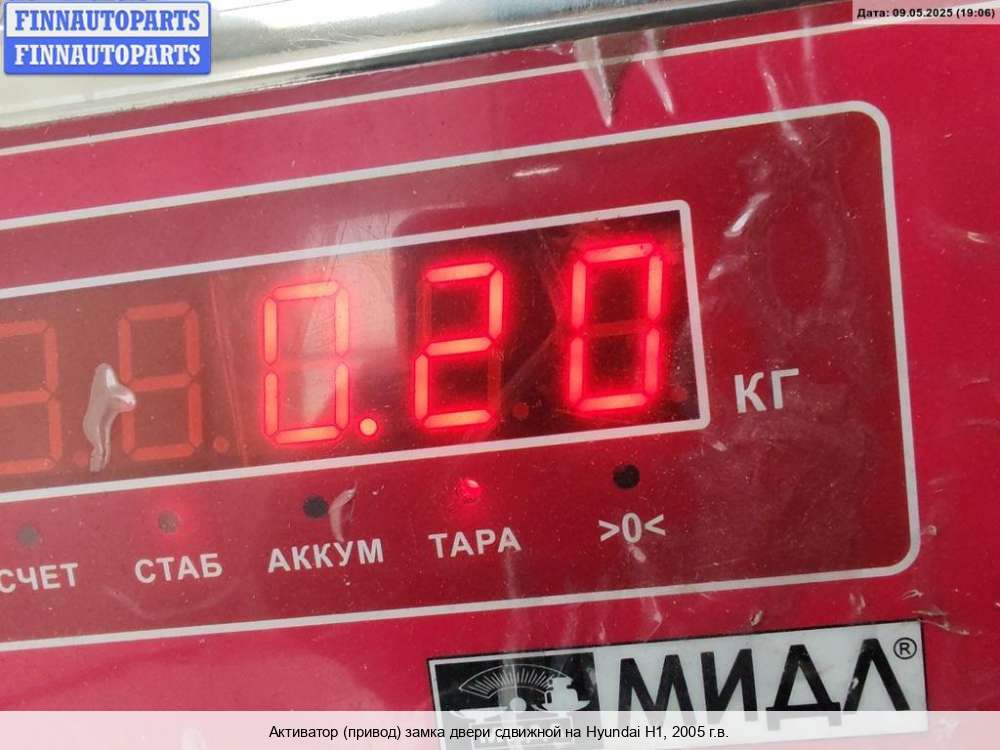 FINNAUTOPARTS
FINNAUTOPARTS
Дата: 09.05.2025 (19:06)
0.20
КГ
СЧЕТ
СТАБ
АККУМ
ТАРА
>0<
МИДЛ®
Активатор (привод) замка двери сдвижной на Hyundai H1, 2005 г.в.